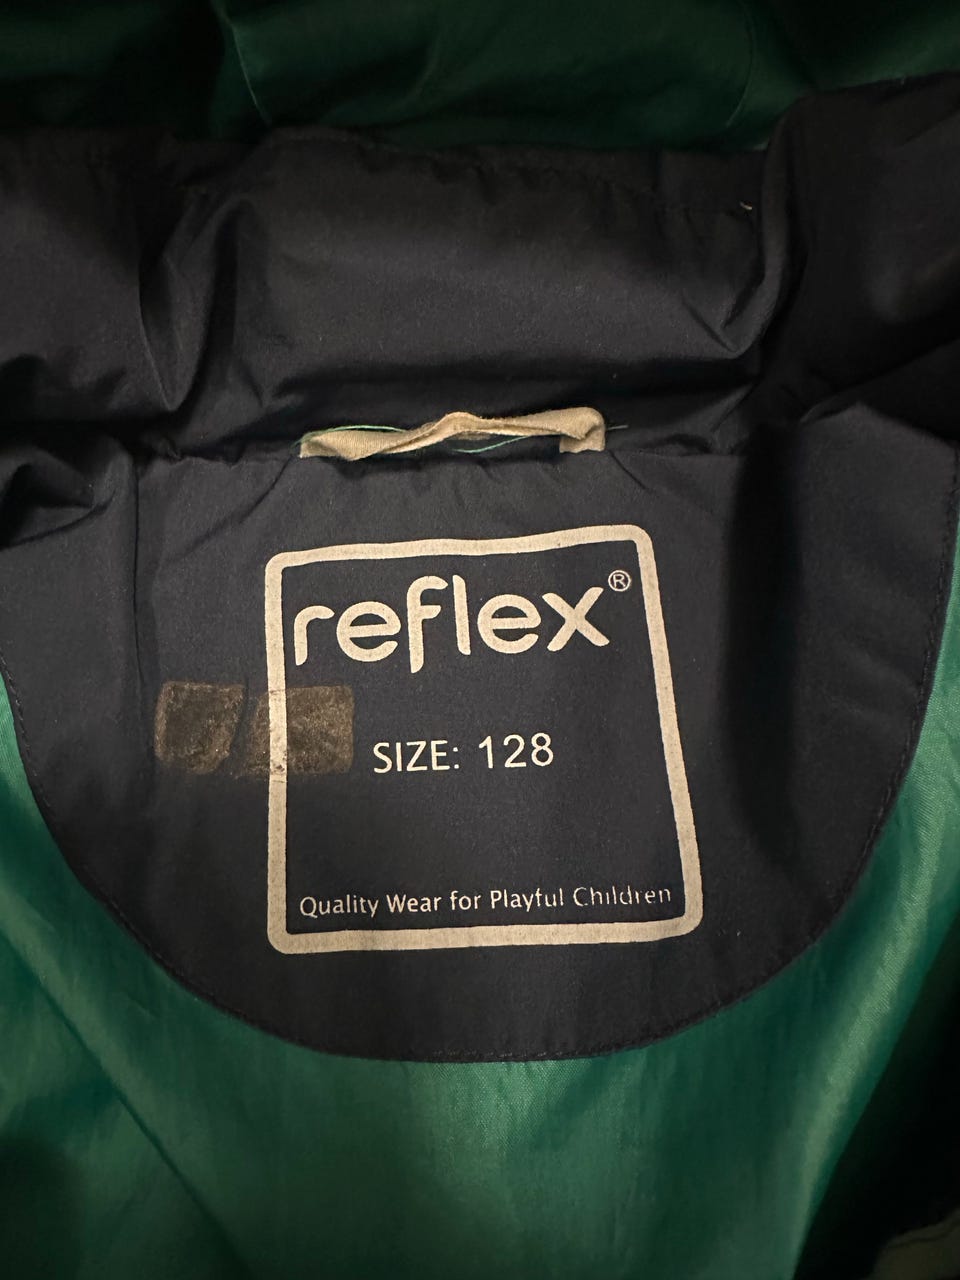 reflex®
SIZE: 128
Quality Wear for Playful Children